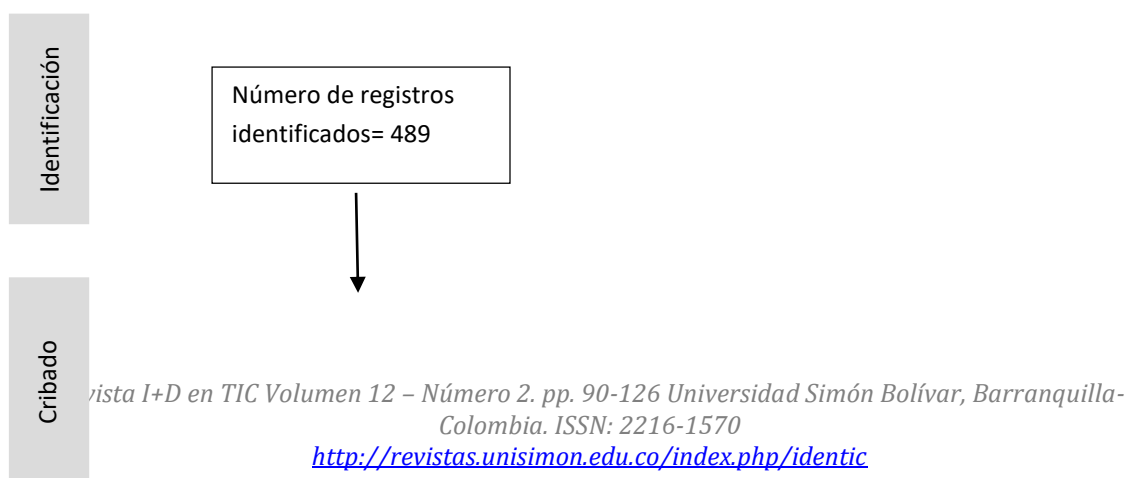 Identificación
Número de registros
identificados= 489
Cribado
vista I+D en TIC Volumen 12 – Número 2. pp. 90-126 Universidad Simón Bolívar, Barranquilla-
Colombia. ISSN: 2216-1570
http://revistas.unisimon.edu.co/index.php/identic